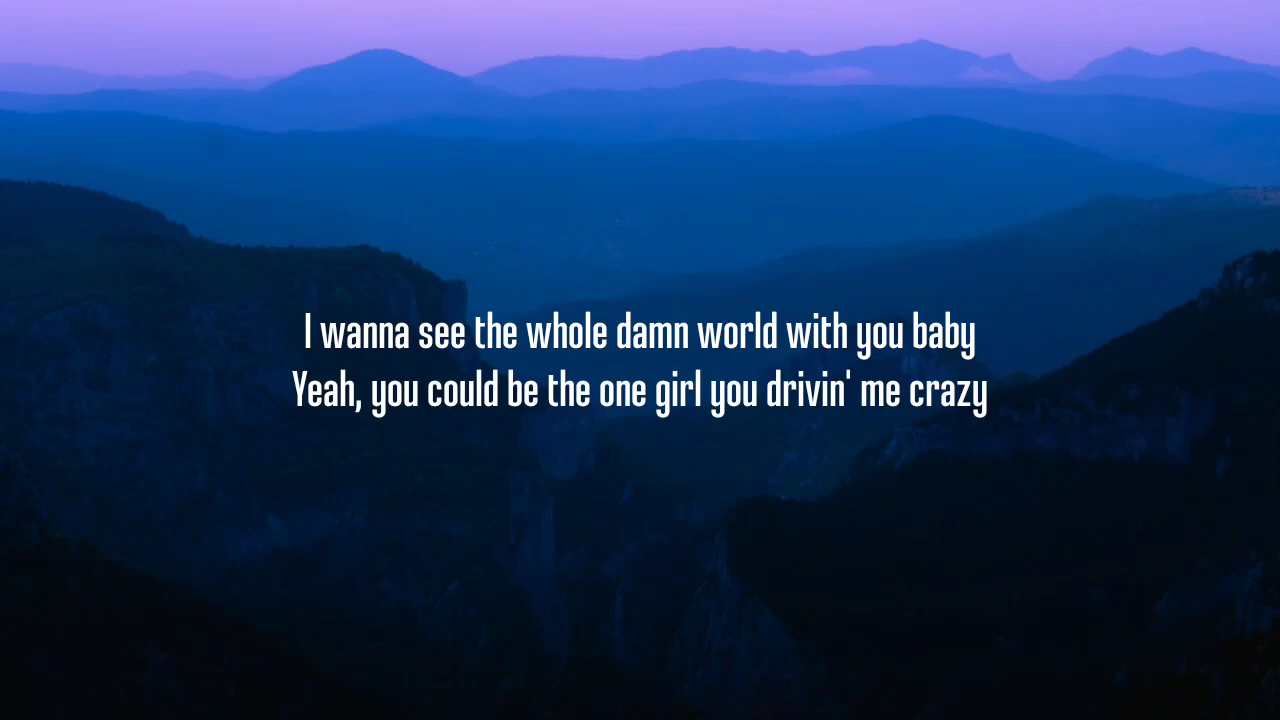 I wanna see the whole damn world with you baby
Yeah, you could be the one girl you drivin' me crazy